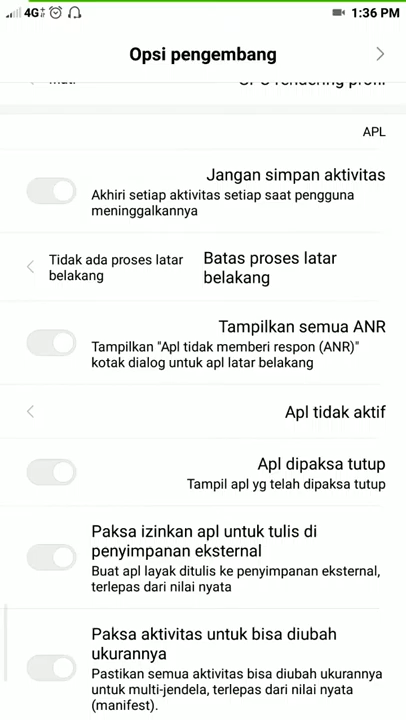 4G+ 1:36 PM
Opsi pengembang
GPU rendering profil
APL
Jangan simpan aktivitas
Akhiri setiap aktivitas setiap saat pengguna
meninggalkannya
Tidak ada proses latar
belakang
Batas proses latar
belakang
Tampilkan semua ANR
Tampilkan "Apl tidak memberi respon (ANR)"
kotak dialog untuk apl latar belakang
Apl tidak aktif
Apl dipaksa tutup
Tampil apl yg telah dipaksa tutup
Paksa izinkan apl untuk tulis di
penyimpanan eksternal
Buat apl layak ditulis ke penyimpanan eksternal,
terlepas dari nilai nyata
Paksa aktivitas untuk bisa diubah
ukurannya
Pastikan semua aktivitas bisa diubah ukurannya
untuk multi-jendela, terlepas dari nilai nyata
(manifest).